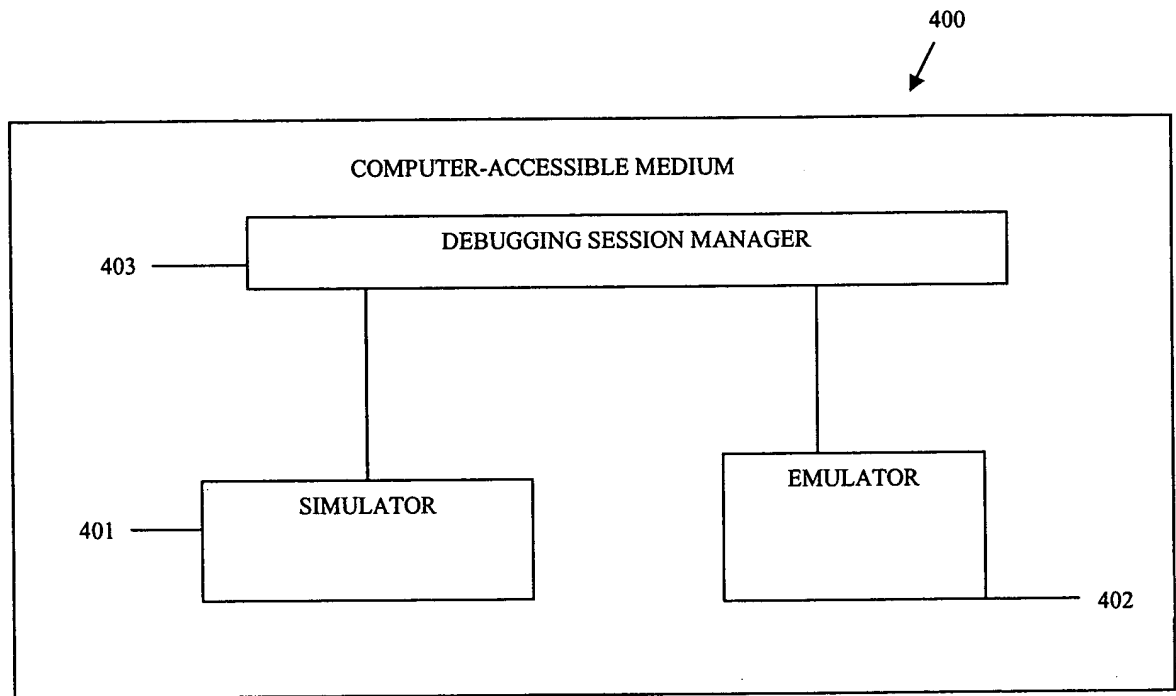 400
COMPUTER-ACCESSIBLE MEDIUM
DEBUGGING SESSION MANAGER
403
SIMULATOR
EMULATOR
401
402